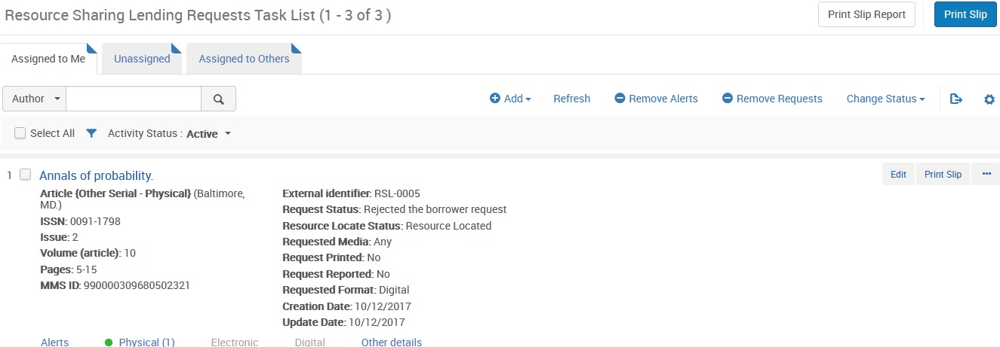 Resource Sharing Lending Requests Task List (1 - 3 of 3 )
Print Slip Report
Print Slip
Assigned to Me
Unassigned
Assigned to Others
Author
Add
Refresh
Remove Alerts
Remove Requests
Change Status
Select All
Activity Status : Active
1
Annals of probability.
Edit
Print Slip
Article {Other Serial - Physical} (Baltimore,
MD.)
ISSN: 0091-1798
Issue: 2
Volume (article): 10
Pages: 5-15
MMS ID: 990000309680502321
External identifier: RSL-0005
Request Status: Rejected the borrower request
Resource Locate Status: Resource Located
Requested Media: Any
Request Printed: No
Request Reported: No
Requested Format: Digital
Creation Date: 10/12/2017
Update Date: 10/12/2017
Alerts
Physical (1)
Electronic
Digital
Other details